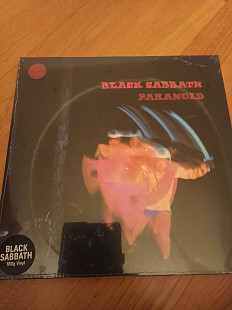 BLACK SABBATH
PARANOID
BLACK
SABBATH
180g Vinyl